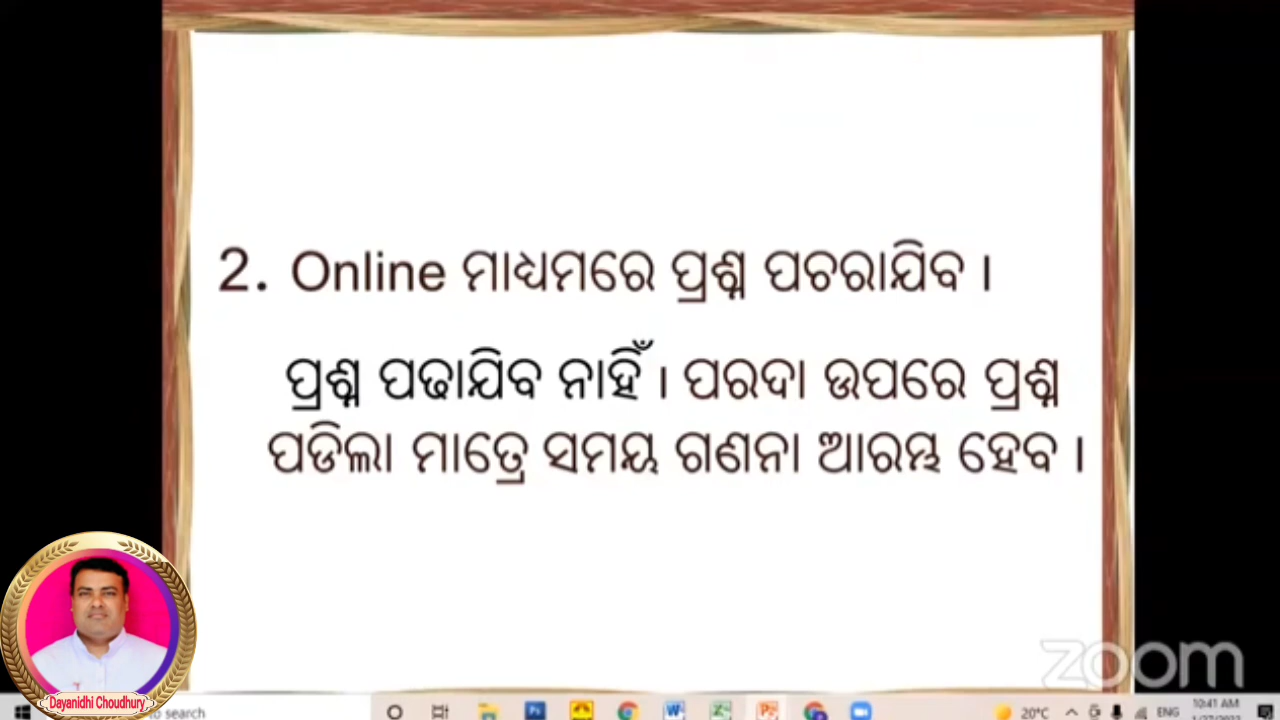 2. Online ମାଧ୍ୟମରେ ପ୍ରଶ୍ନ ପଚରାଯିବ ।
ପ୍ରଶ୍ନ ପଢାଯିବ ନାହିଁ । ପରଦା ଉପରେ ପ୍ରଶ୍ନ
ପଡିଲା ମାତ୍ରେ ସମୟ ଗଣନା ଆରମ୍ଭ ହେବ ।
zoom
Dayanidhi Choudhury
to search
20°C
ENG
10:41 AM